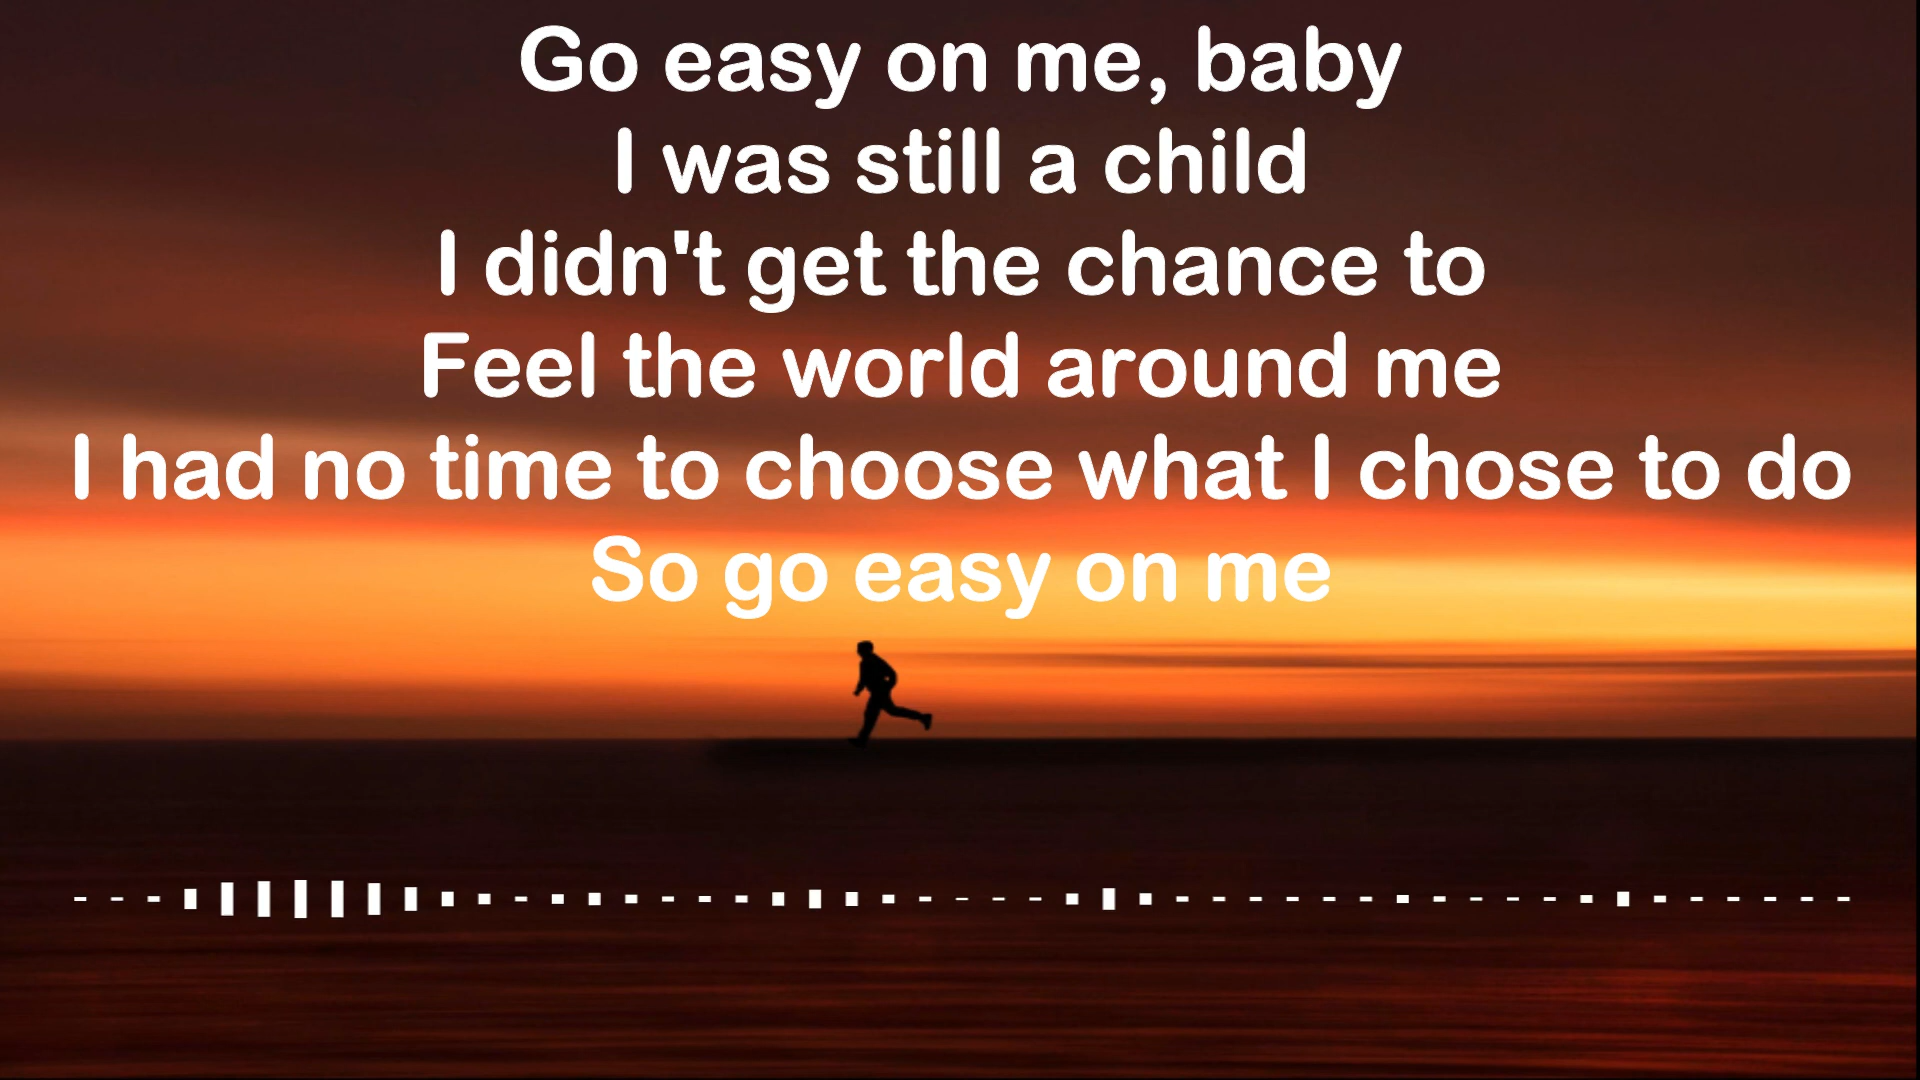 Go easy on me, baby
I was still a child
I didn't get the chance to
Feel the world around me
I had no time to choose what I chose to do
So go easy on me